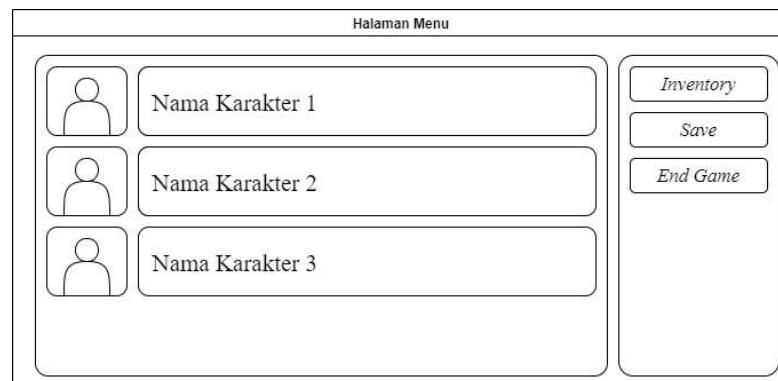 Halaman Menu
Nama Karakter 1
Nama Karakter 2
Nama Karakter 3
Inventory
Save
End Game